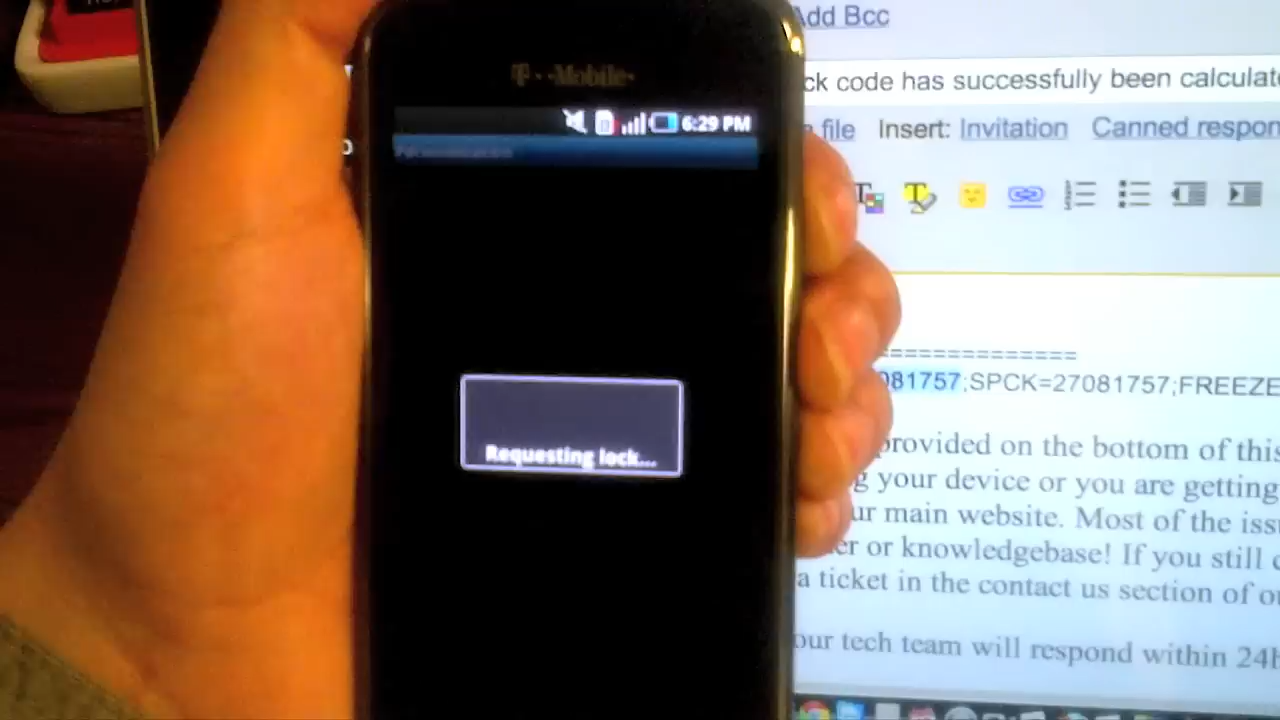 T··Mobile·
6:29 PM
Requesting lock...
Add Bcc
ck code has successfully been calculate
file Insert: Invitation Canned respon
==============
081757;SPCK=27081757;FREEZE
provided on the bottom of this
g your device or you are getting
ur main website. Most of the iss
er or knowledgebase! If you still c
a ticket in the contact us section of o
our tech team will respond within 24h